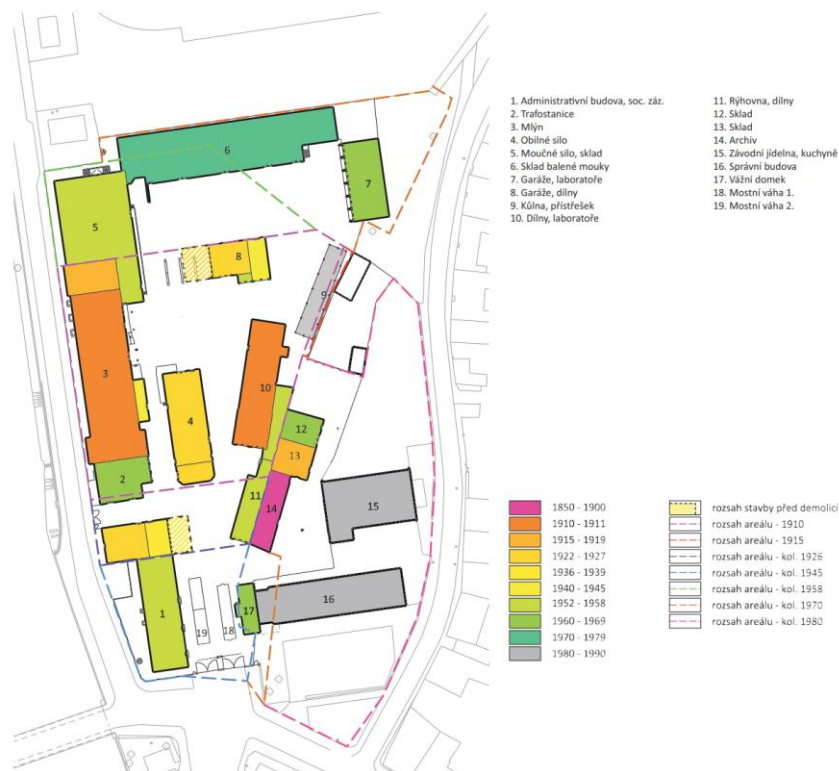 1. Administrativní budova, soc. záz.
2. Trafostanice
3. Mlýn
4. Obilné silo
5. Moučné silo, sklad
6. Sklad balené mouky
7. Garáže, laboratoře
8. Garáže, dílny
9. Kůlna, přístřešek
10. Dílny, laboratoře
11. Rýhovna, dílny
12. Sklad
13. Sklad
14. Archiv
15. Závodní jídelna, kuchyně
16. Správní budova
17. Vážní domek
18. Mostní váha 1.
19. Mostní váha 2.
6
7
5
8
9
3
10
4
12
13
2
11
14
15
1
19
18
17
16
1850 - 1900
1910 - 1911
1915 - 1919
1922 - 1927
1936 - 1939
1940 - 1945
1952 - 1958
1960 - 1969
1970 - 1979
1980 - 1990
rozsah stavby před demolicí
rozsah areálu - 1910
rozsah areálu - 1915
rozsah areálu - kol. 1926
rozsah areálu - kol. 1945
rozsah areálu - kol. 1958
rozsah areálu - kol. 1970
rozsah areálu - kol. 1980